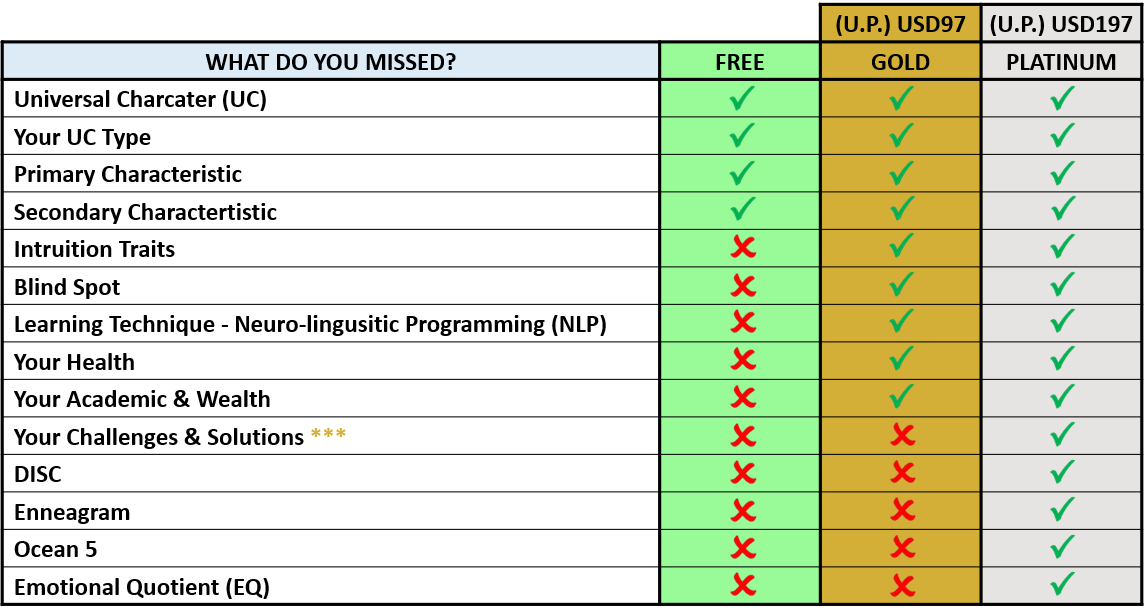 (U.P.) USD97 (U.P.) USD197
WHAT DO YOU MISSED? FREE GOLD PLATINUM
Universal Charcater (UC) ✓ ✓ ✓
Your UC Type ✓ ✓ ✓
Primary Characteristic ✓ ✓ ✓
Secondary Charactertistic ✓ ✓ ✓
Intruition Traits ✘ ✓ ✓
Blind Spot ✘ ✓ ✓
Learning Technique - Neuro-lingusitic Programming (NLP) ✘ ✓ ✓
Your Health ✘ ✓ ✓
Your Academic & Wealth ✘ ✓ ✓
Your Challenges & Solutions *** ✘ ✘ ✓
DISC ✘ ✘ ✓
Enneagram ✘ ✘ ✓
Ocean 5 ✘ ✘ ✓
Emotional Quotient (EQ) ✘ ✘ ✓